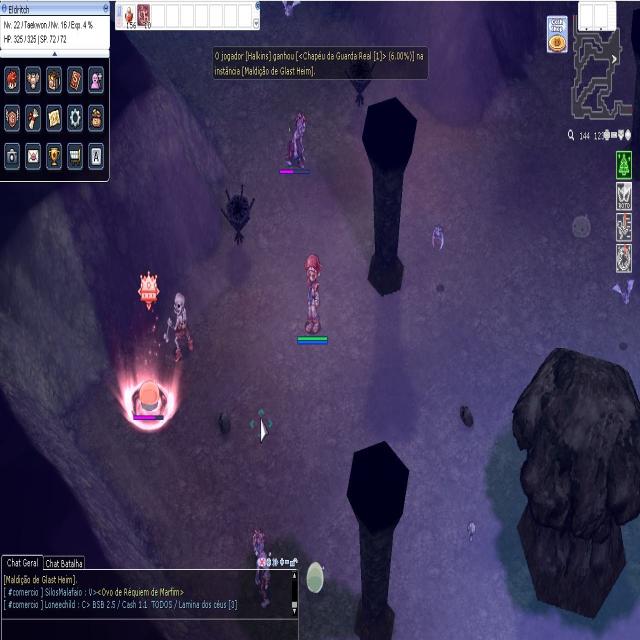 Eldritch
Nv. 22 / Taekwon / Nv. 16 / Exp. 4 %
HP. 325 / 325 | SP. 72 / 72
156
10
O jogador [Halkins] ganhou [<Chapéu da Guarda Real [1]> (6.00%)] na
instância [Maldição de Glast Heim].
144
Chat Geral
Chat Batalha
[Maldição de Glast Heim].
[ #comercio ] SilosMalafaio : V><Ovo de Réquiem de Marfim>
[ #comercio ] Loneechild : C> BSB 2.5 / Cash 1.1 TODOS / Lamina dos céus [3]